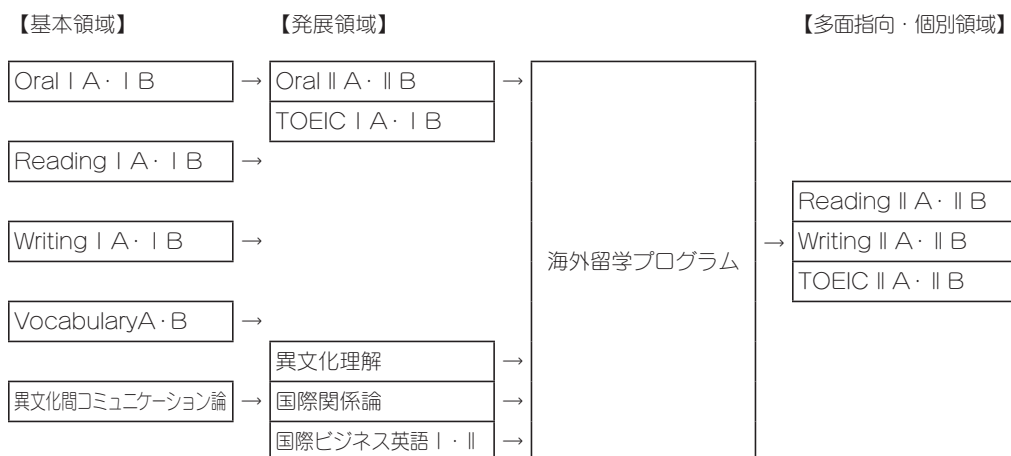 【基本領域】 【発展領域】 【多面指向・個別領域】
Oral Ⅰ A・Ⅰ B → Oral Ⅱ A・Ⅱ B →
TOEIC Ⅰ A・Ⅰ B
Reading Ⅰ A・Ⅰ B →
Reading Ⅱ A・Ⅱ B
Writing Ⅰ A・Ⅰ B → → Writing Ⅱ A・Ⅱ B
海外留学プログラム
TOEIC Ⅱ A・Ⅱ B
VocabularyA・B →
異文化理解 →
異文化間コミュニケーション論 → 国際関係論 →
国際ビジネス英語Ⅰ・Ⅱ →